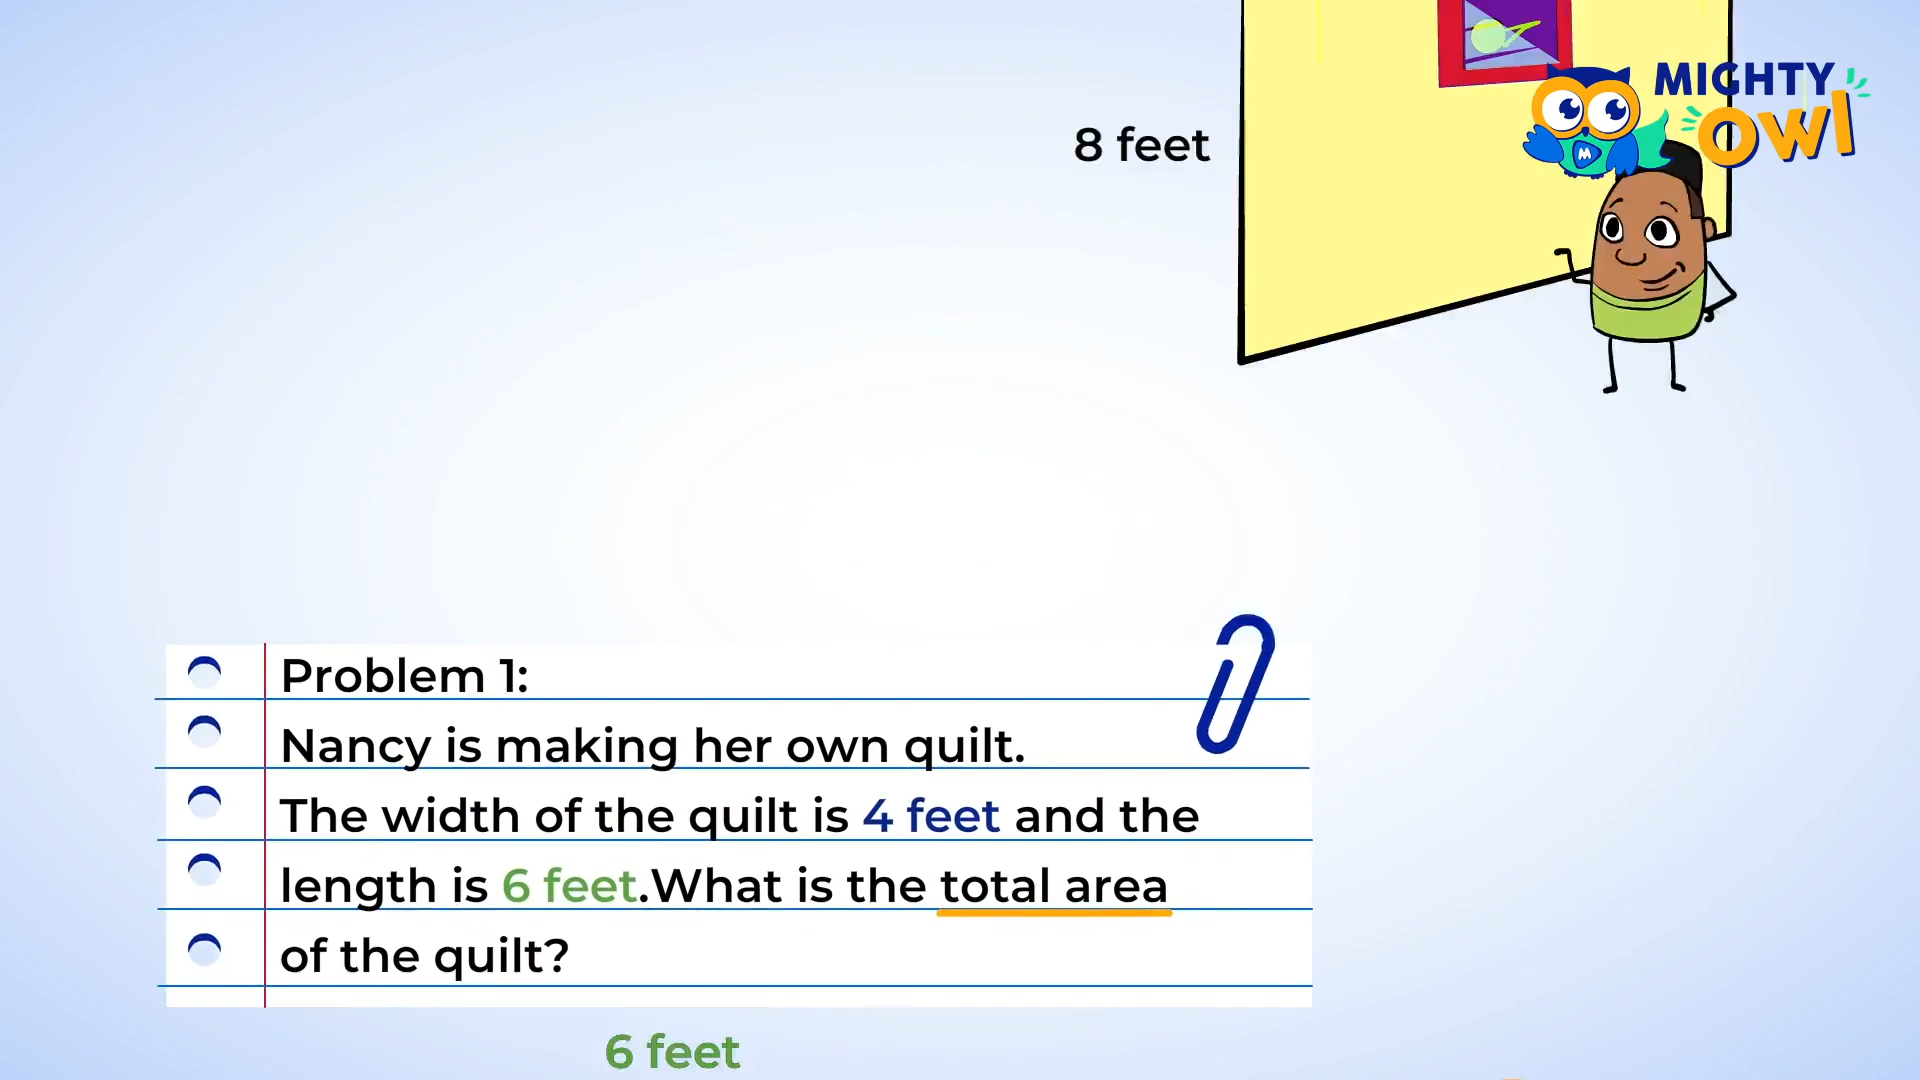 MIGHTY
OWL
M
8 feet
Problem 1:
Nancy is making her own quilt.
The width of the quilt is 4 feet and the
length is 6 feet.What is the total area
of the quilt?
6 feet